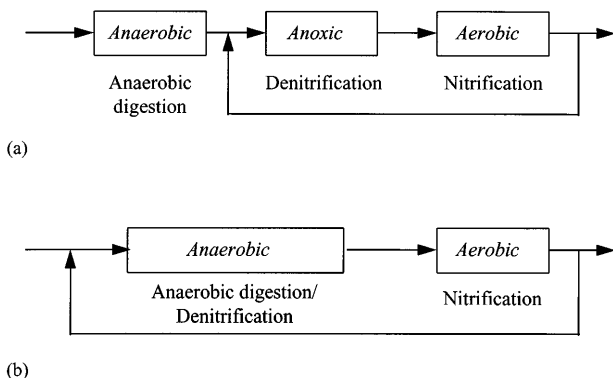 Anaerobic Anoxic Aerobic
Anaerobic Denitrification Nitrification
digestion
(a)
Anaerobic Aerobic
Anaerobic digestion/ Nitrification
Denitrification
(b)